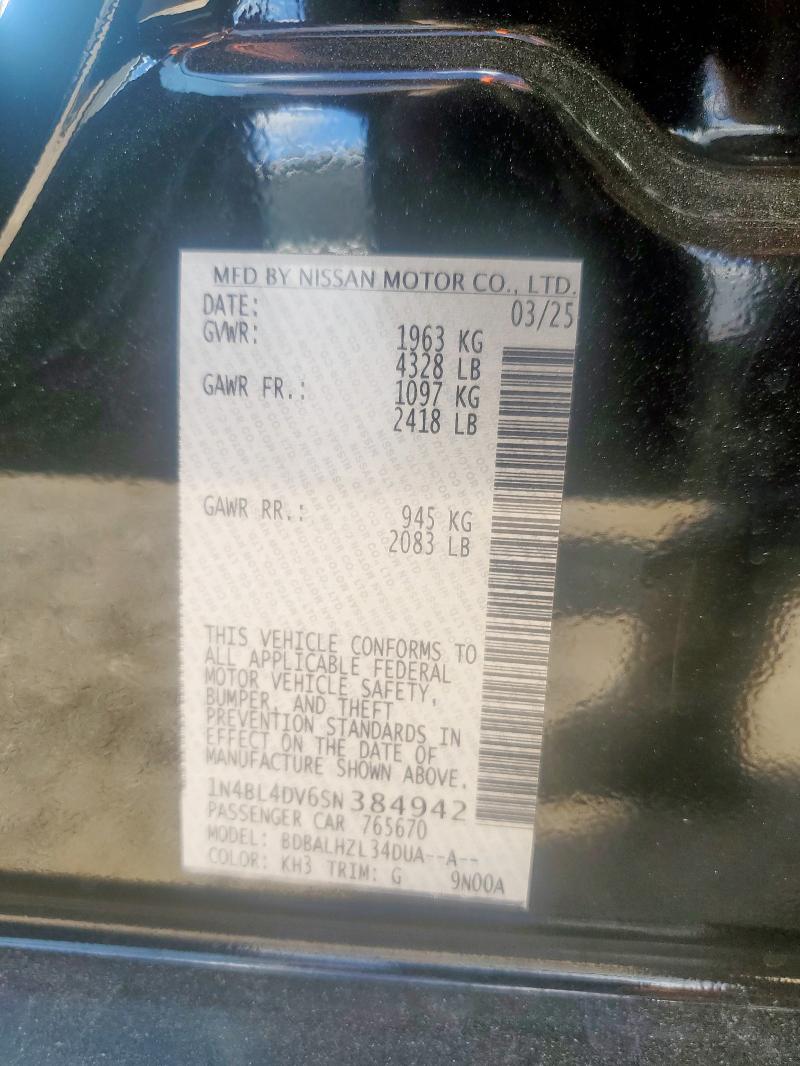 MFD BY NISSAN MOTOR CO., LTD.
DATE: 03/25
GVWR: 1963 KG
4328 LB
GAWR FR.: 1097 KG
2418 LB
GAWR RR.: 945 KG
2083 LB
THIS VEHICLE CONFORMS TO
ALL APPLICABLE FEDERAL
MOTOR VEHICLE SAFETY,
BUMPER, AND THEFT
PREVENTION STANDARDS IN
EFFECT ON THE DATE OF
MANUFACTURE SHOWN ABOVE.
1N4BL4DV6SN384942
PASSENGER CAR 765670
MODEL: BDBALHZL34DUA--A--
COLOR: KH3 TRIM: G 9N00A